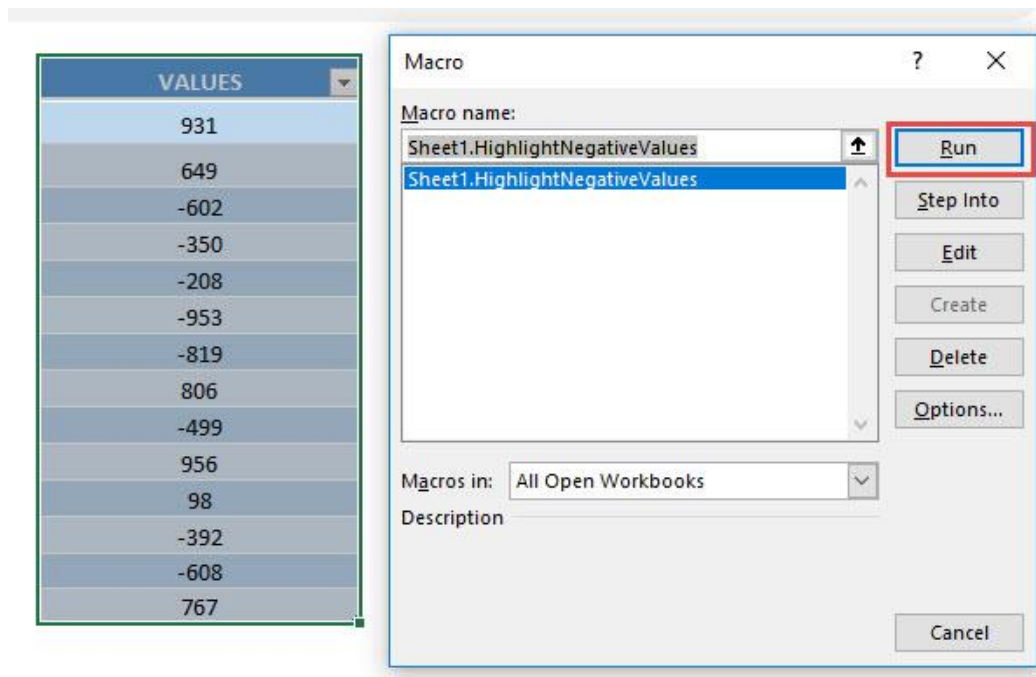 VALUES
931
649
-602
-350
-208
-953
-819
806
-499
956
98
-392
-608
767
Macro
?
Macro name:
Sheet1.HighlightNegativeValues
Run
Sheet1.HighlightNegativeValues
Step Into
Edit
Create
Delete
Options...
Macros in: All Open Workbooks
Description
Cancel